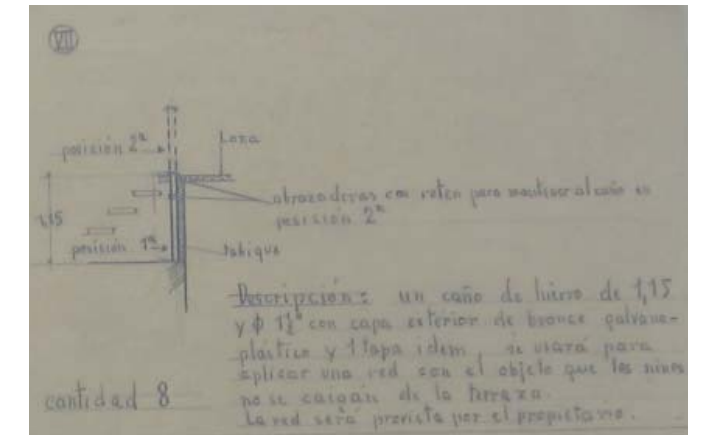 VII
posición 2ª
Loza
abrazaderas con reten para mantener al caño en
posición 2ª
1,15
posición 1ª
tabique
Descripción: un caño de hierro de 1,15
y ϕ 1½" con capa exterior de bronce galvano-
plástico y 1 tapa idem, se usará para
aplicar una red con el objeto que los niños
no se caigan de la terraza.
La red será provista por el propietario.
cantidad 8